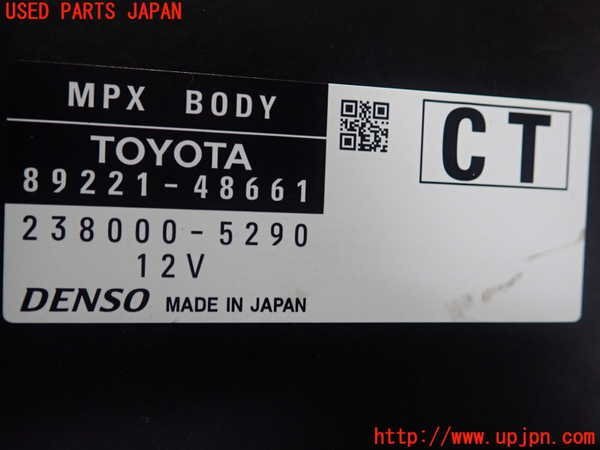 USED PARTS JAPAN
MPX BODY
TOYOTA
89221-48661
CT
238000-5290
12V
DENSO MADE IN JAPAN
http://www.upjpn.com/